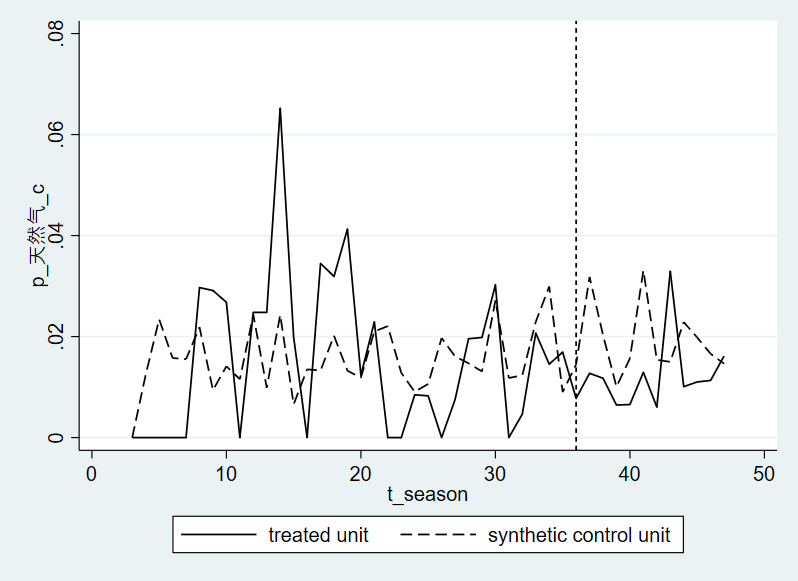 p_天然气_c
.08
.06
.04
.02
0
0 10 20 30 40 50
t_season
treated unit synthetic control unit